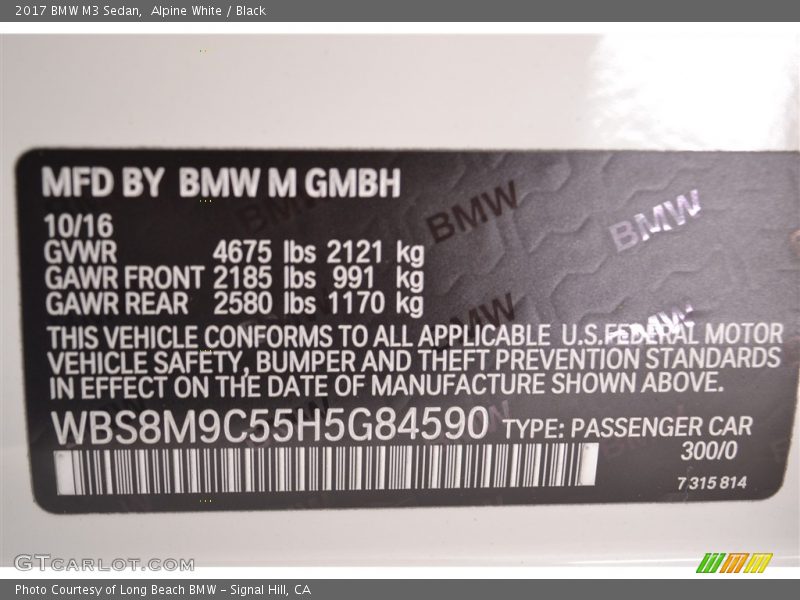 2017 BMW M3 Sedan,  Alpine White / Black
MFD BY BMW M GMBH
10/16
GVWR 4675 lbs 2121 kg
GAWR FRONT 2185 lbs 991 kg
GAWR REAR 2580 lbs 1170 kg
THIS VEHICLE CONFORMS TO ALL APPLICABLE U.S.FEDERAL MOTOR
VEHICLE SAFETY, BUMPER AND THEFT PREVENTION STANDARDS
IN EFFECT ON THE DATE OF MANUFACTURE SHOWN ABOVE.
WBS8M9C55H5G84590 TYPE: PASSENGER CAR
300/0
7 315 814
BMW
BMW
BMW
BMW
GTCARLOT.COM
Photo Courtesy of Long Beach BMW - Signal Hill, CA